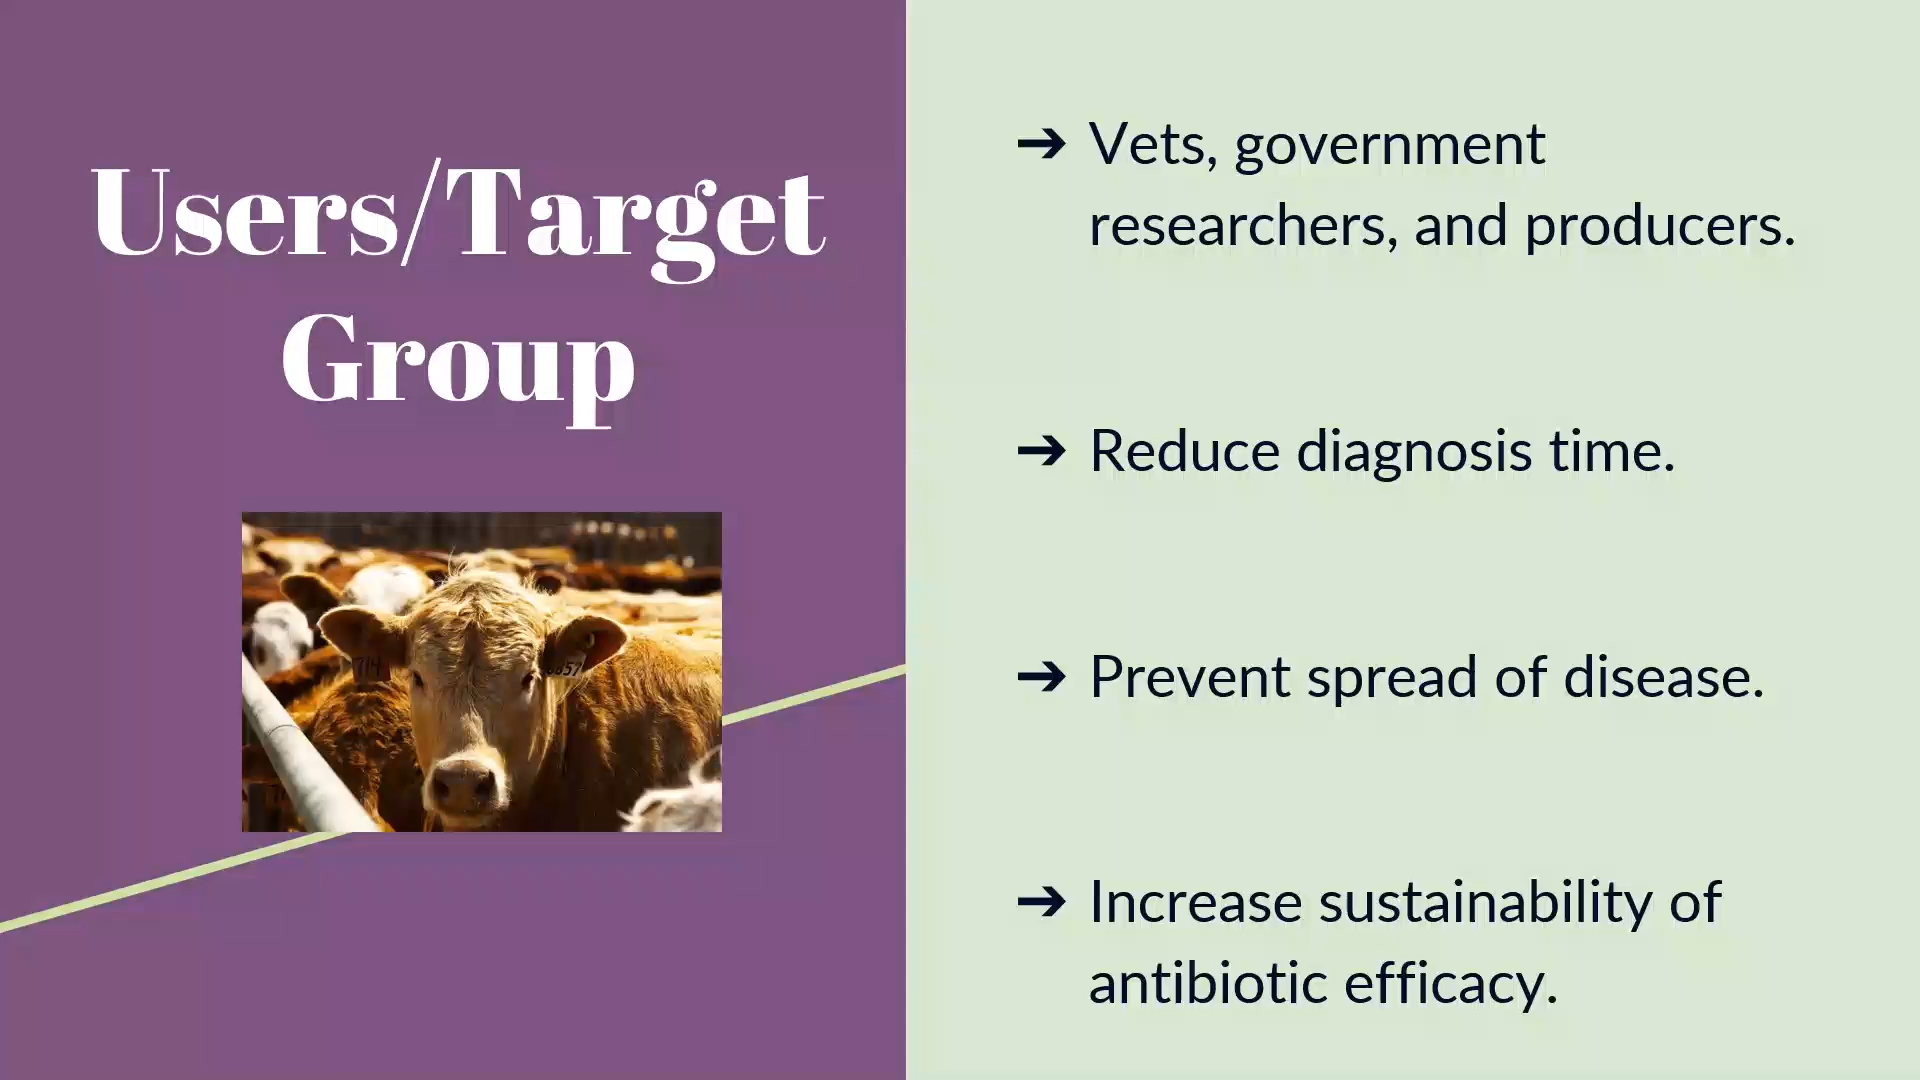 Users/Target
Group
➔ Vets, government
researchers, and producers.
➔ Reduce diagnosis time.
➔ Prevent spread of disease.
➔ Increase sustainability of
antibiotic efficacy.
714